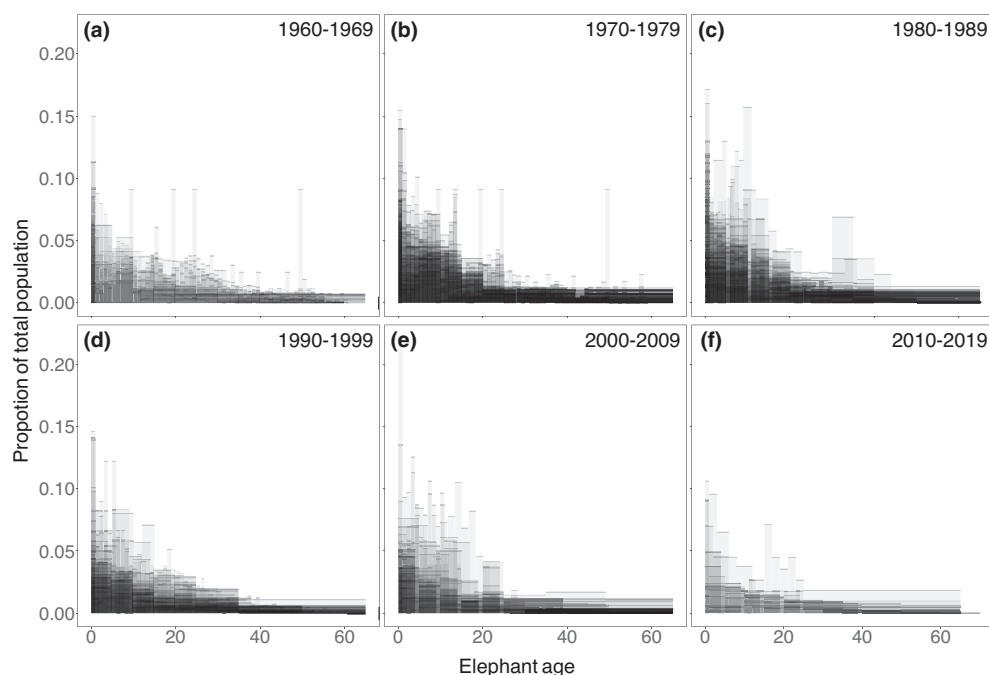 (a) 1960-1969
(b) 1970-1979
(c) 1980-1989
0.20
0.15
0.10
0.05
0.00
(d) 1990-1999
(e) 2000-2009
(f) 2010-2019
0.20
0.15
0.10
0.05
0.00
0 20 40 60
0 20 40 60
0 20 40 60
Propotion of total population
Elephant age